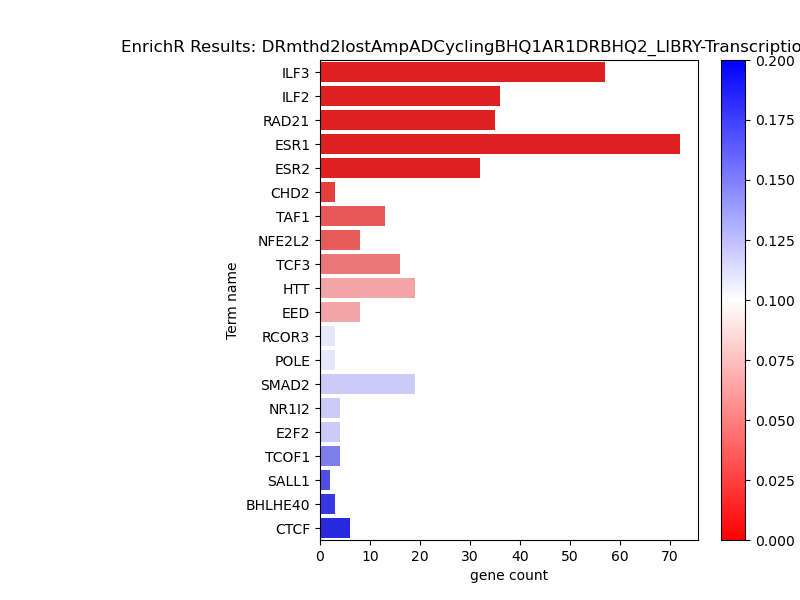 EnrichR Results: DRmthd2lostAmpADCyclingBHQ1AR1DRBHQ2_LIBRY-Transcriptio
ILF3
ILF2
RAD21
ESR1
ESR2
CHD2
TAF1
NFE2L2
TCF3
HTT
EED
RCOR3
POLE
SMAD2
NR1I2
E2F2
TCOF1
SALL1
BHLHE40
CTCF
Term name
0 10 20 30 40 50 60 70
gene count
0.200
0.175
0.150
0.125
0.100
0.075
0.050
0.025
0.000